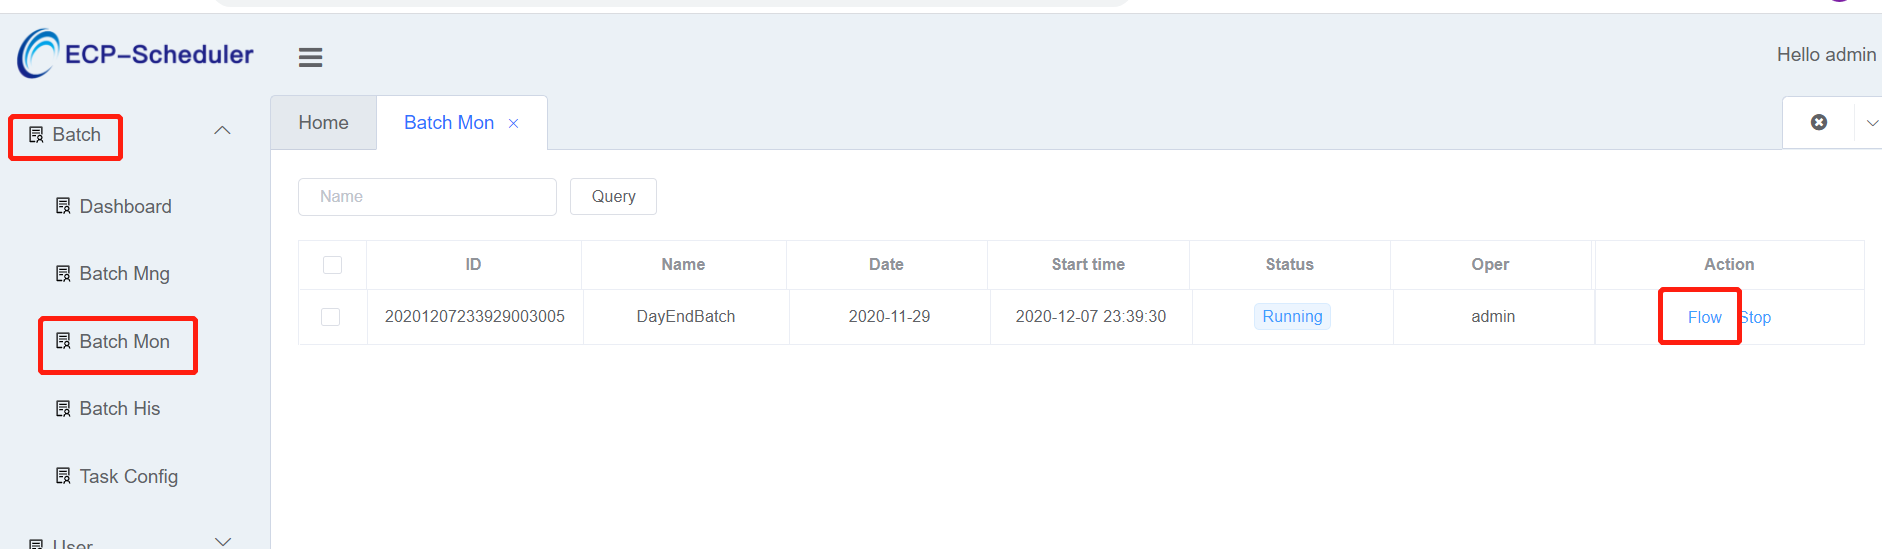 ECP-Scheduler
Hello admin
Batch
Dashboard
Batch Mng
Batch Mon
Batch His
Task Config
User
Home
Batch Mon ×
Name
Query
ID Name Date Start time Status Oper Action
20201207233929003005 DayEndBatch 2020-11-29 2020-12-07 23:39:30 Running admin Flow Stop